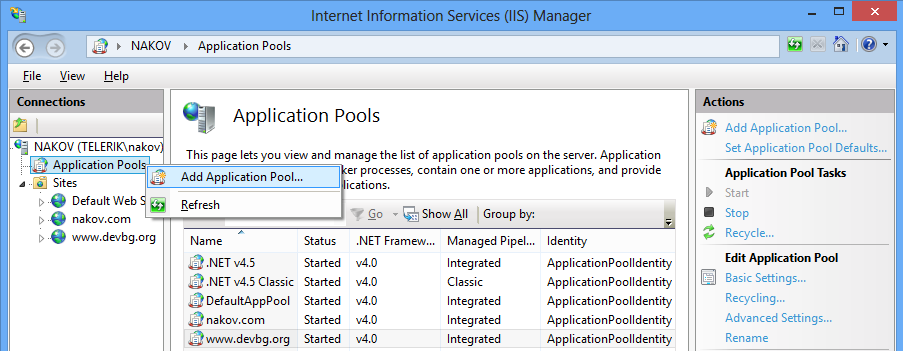 Internet Information Services (IIS) Manager
NAKOV Application Pools
File View Help
Connections
NAKOV (TELERIK\nakov)
Application Pools
Sites
Default Web S
nakov.com
www.devbg.org
Add Application Pool...
Refresh
Application Pools
This page lets you view and manage the list of application pools on the server. Application
ker processes, contain one or more applications, and provide
lications.
Go Show All Group by:
Name Status .NET Framew... Managed Pipel... Identity
.NET v4.5 Started v4.0 Integrated ApplicationPoolIdentity
.NET v4.5 Classic Started v4.0 Classic ApplicationPoolIdentity
DefaultAppPool Started v4.0 Integrated ApplicationPoolIdentity
nakov.com Started v4.0 Integrated ApplicationPoolIdentity
www.devbg.org Started v4.0 Integrated ApplicationPoolIdentity
Actions
Add Application Pool...
Set Application Pool Defaults...
Application Pool Tasks
Start
Stop
Recycle...
Edit Application Pool
Basic Settings...
Recycling...
Advanced Settings...
Rename